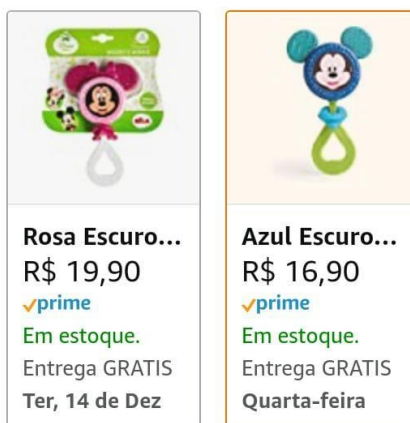 Rosa Escuro...
R$ 19,90
prime
Em estoque.
Entrega GRATIS
Ter, 14 de Dez
Azul Escuro...
R$ 16,90
prime
Em estoque.
Entrega GRATIS
Quarta-feira